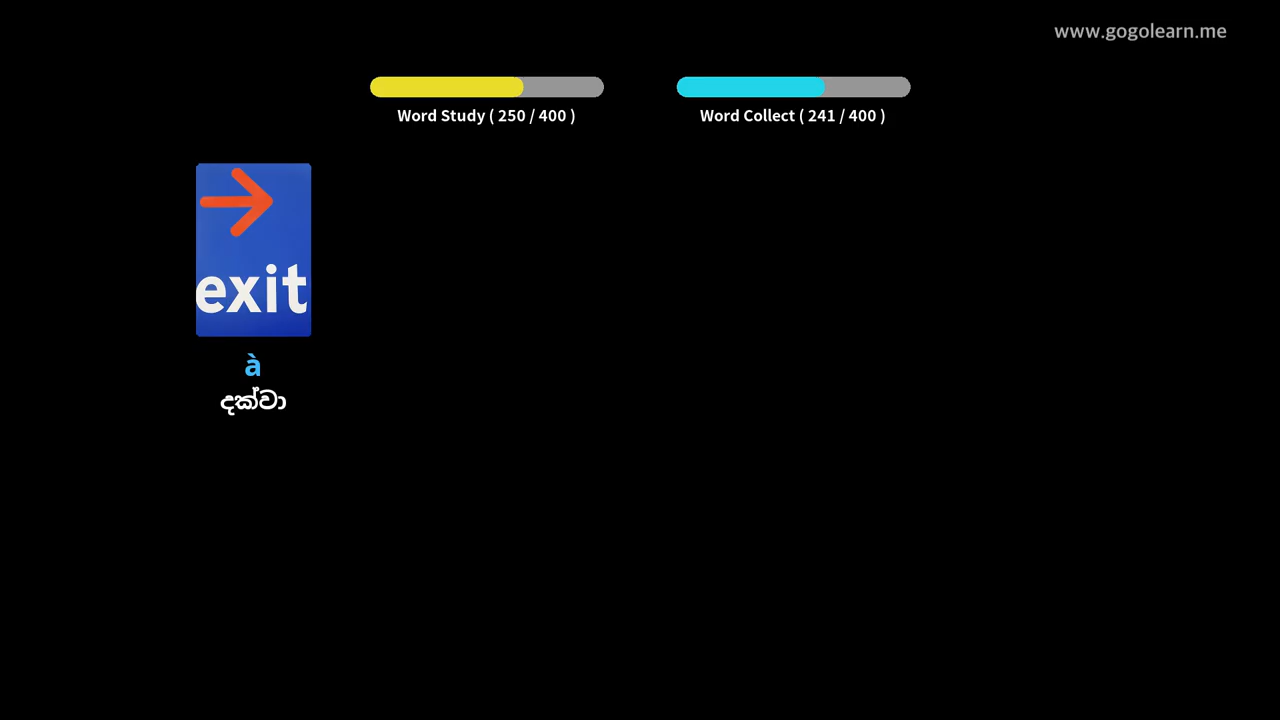 www.gogolearn.me
Word Study ( 250 / 400 )
Word Collect ( 241 / 400 )
exit
à
දක්වා